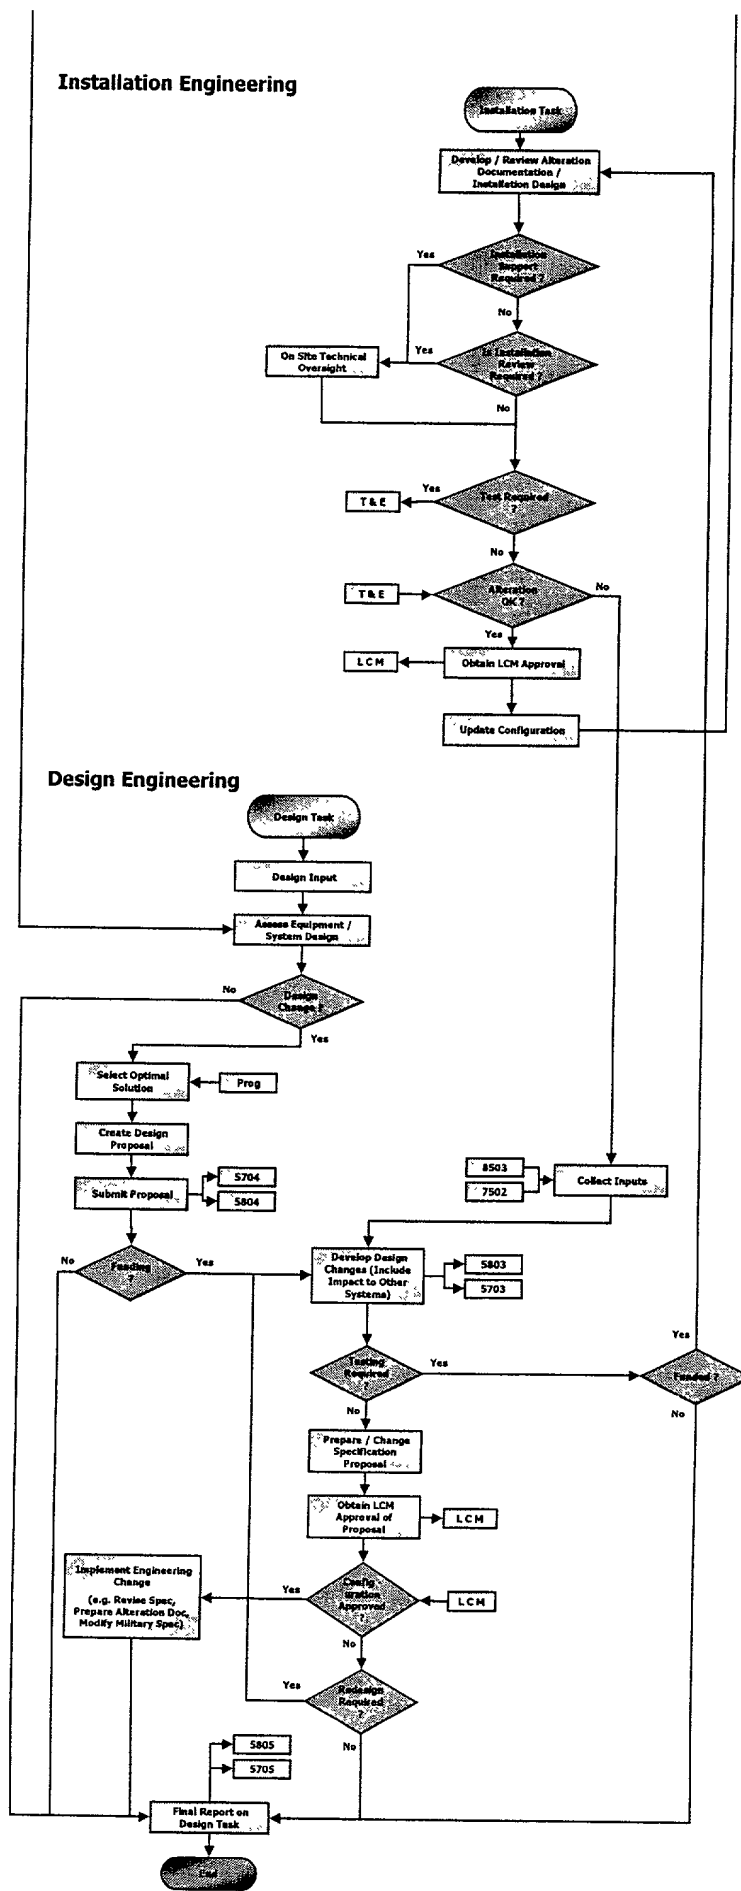 Installation Engineering
Installation Task
Develop / Review Alteration
Documentation /
Installation Design
Installation
Support
Required ?
Yes
No
Is Installation
Review
Required ?
Yes
On Site Technical
Oversight
No
Test Required
?
Yes
T & E
No
Alteration
OK ?
No
T & E
Yes
Obtain LCM Approval
L C M
Update Configuration
Design Engineering
Design Task
Design Input
Assess Equipment /
System Design
Design
Change ?
No
Yes
Select Optimal
Solution
Prog
Create Design
Proposal
Submit Proposal
5704
5804
8503
7502
Collect Inputs
Funding
?
No
Yes
Develop Design
Changes (Include
Impact to Other
Systems)
5803
5703
Testing
Required
?
Yes
Yes
Funded ?
No
No
Prepare / Change
Specification
Proposal
Obtain LCM
Approval of
Proposal
L C M
Implement Engineering
Change
(e.g. Revise Spec,
Prepare Alteration Doc,
Modify Military Spec)
Yes
Config
uration
Approved
?
L C M
No
Yes
Redesign
Required
?
No
5805
5705
Final Report on
Design Task
End